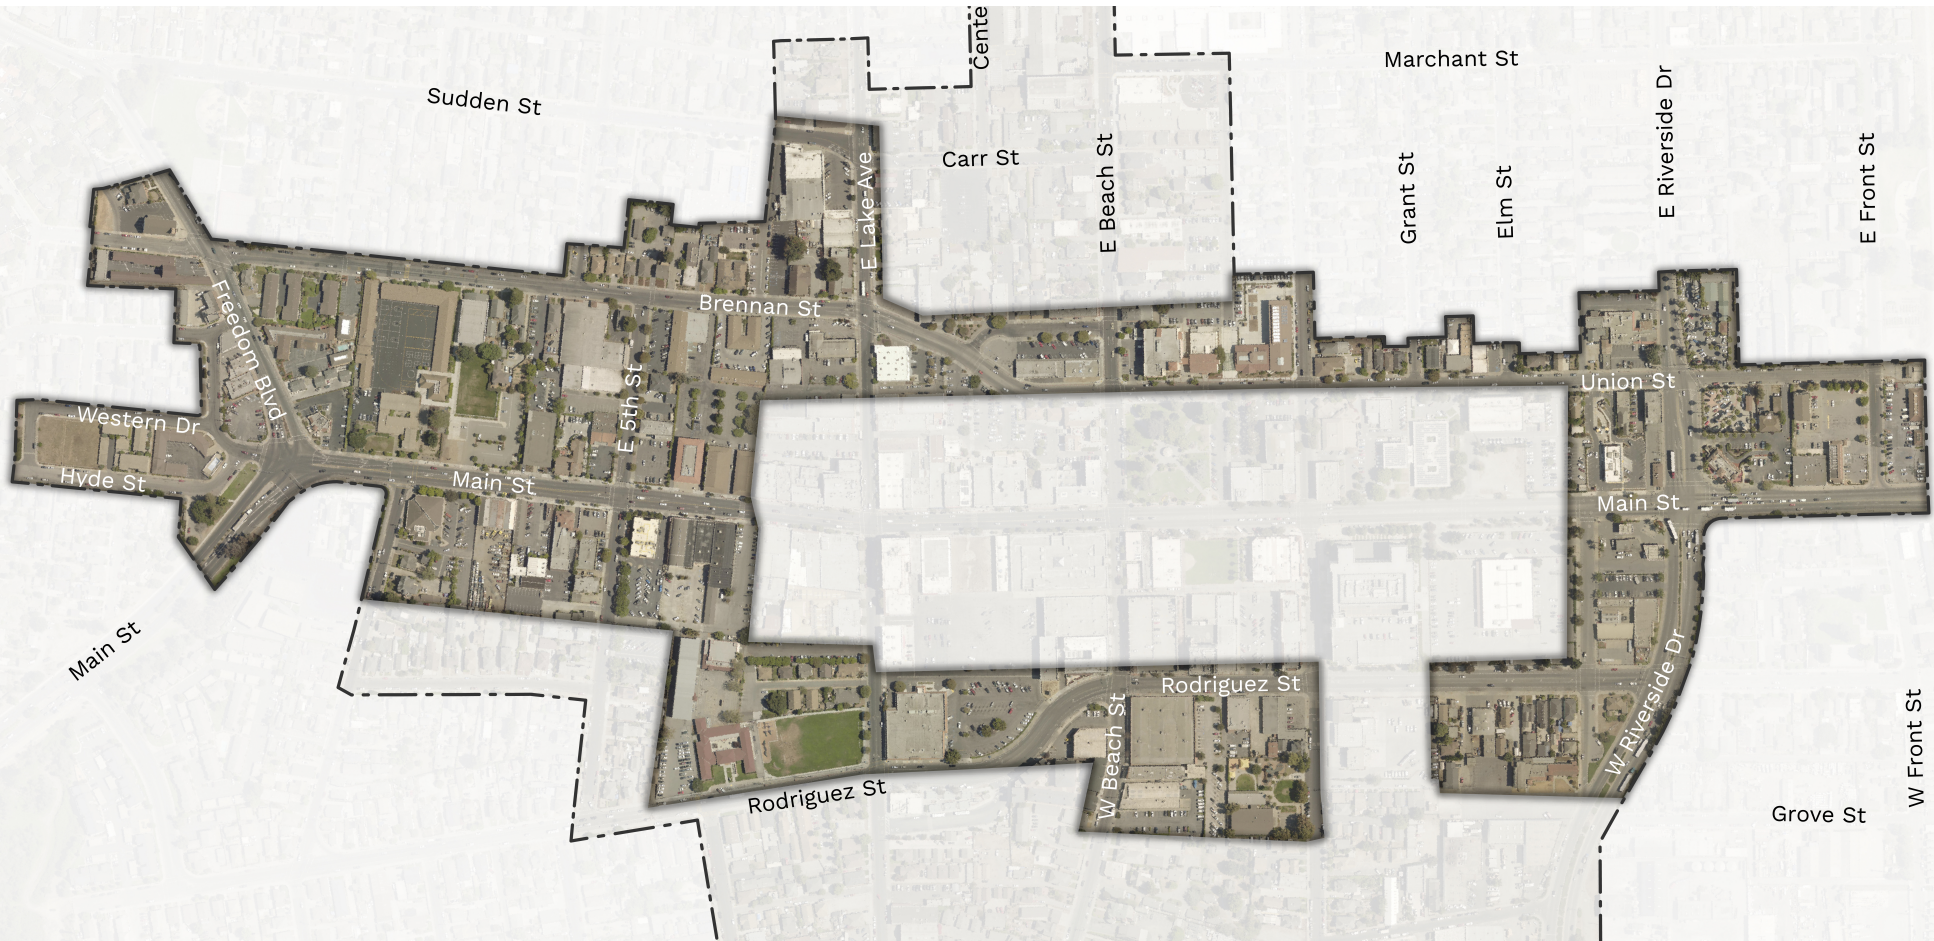 Cente
Marchant St
Sudden St
Carr St
E Lake Ave
E Beach St
Grant St
Elm St
E Riverside Dr
E Front St
Freedom Blvd
Brennan St
E 5th St
Union St
Western Dr
Hyde St
Main St
Main St
Main St
Rodriguez St
W Beach St
W Riverside Dr
W Front St
Rodriguez St
Grove St